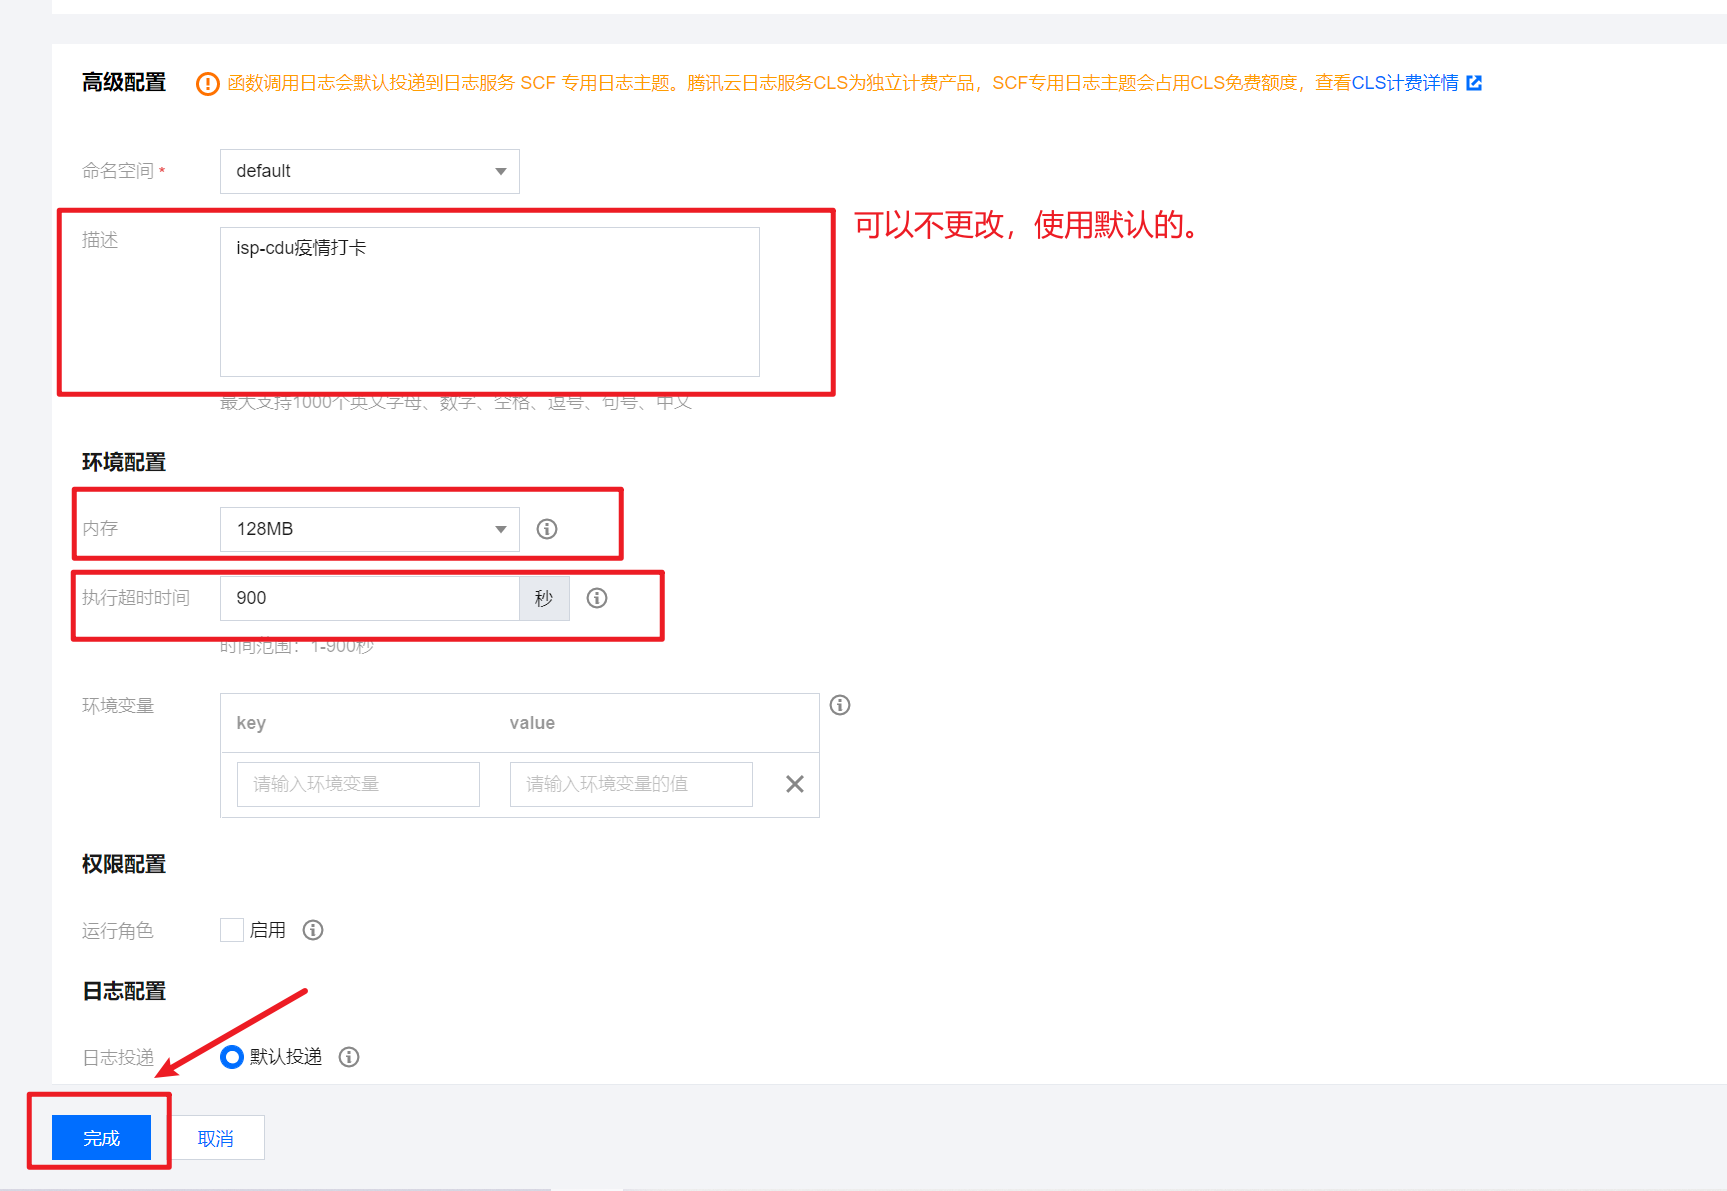 高级配置
函数调用日志会默认投递到日志服务 SCF 专用日志主题。腾讯云日志服务CLS为独立计费产品，SCF专用日志主题会占用CLS免费额度，查看CLS计费详情
命名空间 *
default
可以不更改，使用默认的。
描述
isp-cdu疫情打卡
最大支持1000个英文字母、数字、空格、逗号、句号、中文
环境配置
内存
128MB
执行超时时间
900
秒
时间范围：1-900秒
环境变量
key
value
请输入环境变量
请输入环境变量的值
权限配置
运行角色
启用
日志配置
日志投递
默认投递
完成
取消